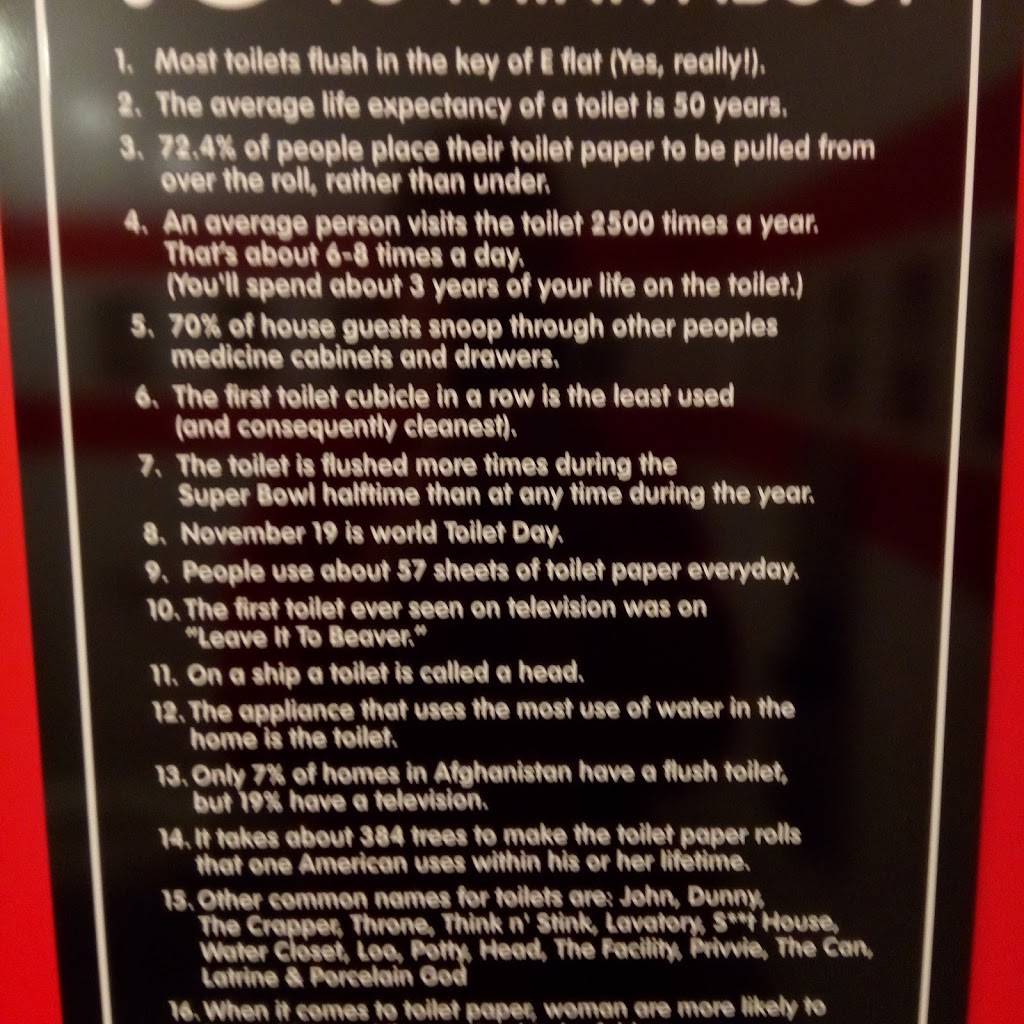 TO THINK ABOUT
1. Most toilets flush in the key of E flat (Yes, really!).
2. The average life expectancy of a toilet is 50 years.
3. 72.4% of people place their toilet paper to be pulled from
over the roll, rather than under.
4. An average person visits the toilet 2500 times a year.
That's about 6-8 times a day.
(You'll spend about 3 years of your life on the toilet.)
5. 70% of house guests snoop through other peoples
medicine cabinets and drawers.
6. The first toilet cubicle in a row is the least used
(and consequently cleanest).
7. The toilet is flushed more times during the
Super Bowl halftime than at any time during the year.
8. November 19 is world Toilet Day.
9. People use about 57 sheets of toilet paper everyday.
10. The first toilet ever seen on television was on
"Leave It To Beaver."
11. On a ship a toilet is called a head.
12. The appliance that uses the most use of water in the
home is the toilet.
13. Only 7% of homes in Afghanistan have a flush toilet,
but 19% have a television.
14. It takes about 384 trees to make the toilet paper rolls
that one American uses within his or her lifetime.
15. Other common names for toilets are: John, Dunny,
The Crapper, Throne, Think n' Stink, Lavatory, S**t House,
Water Closet, Loo, Potty, Head, The Facility, Privvie, The Can,
Latrine & Porcelain God
16. When it comes to toilet paper, woman are more likely to